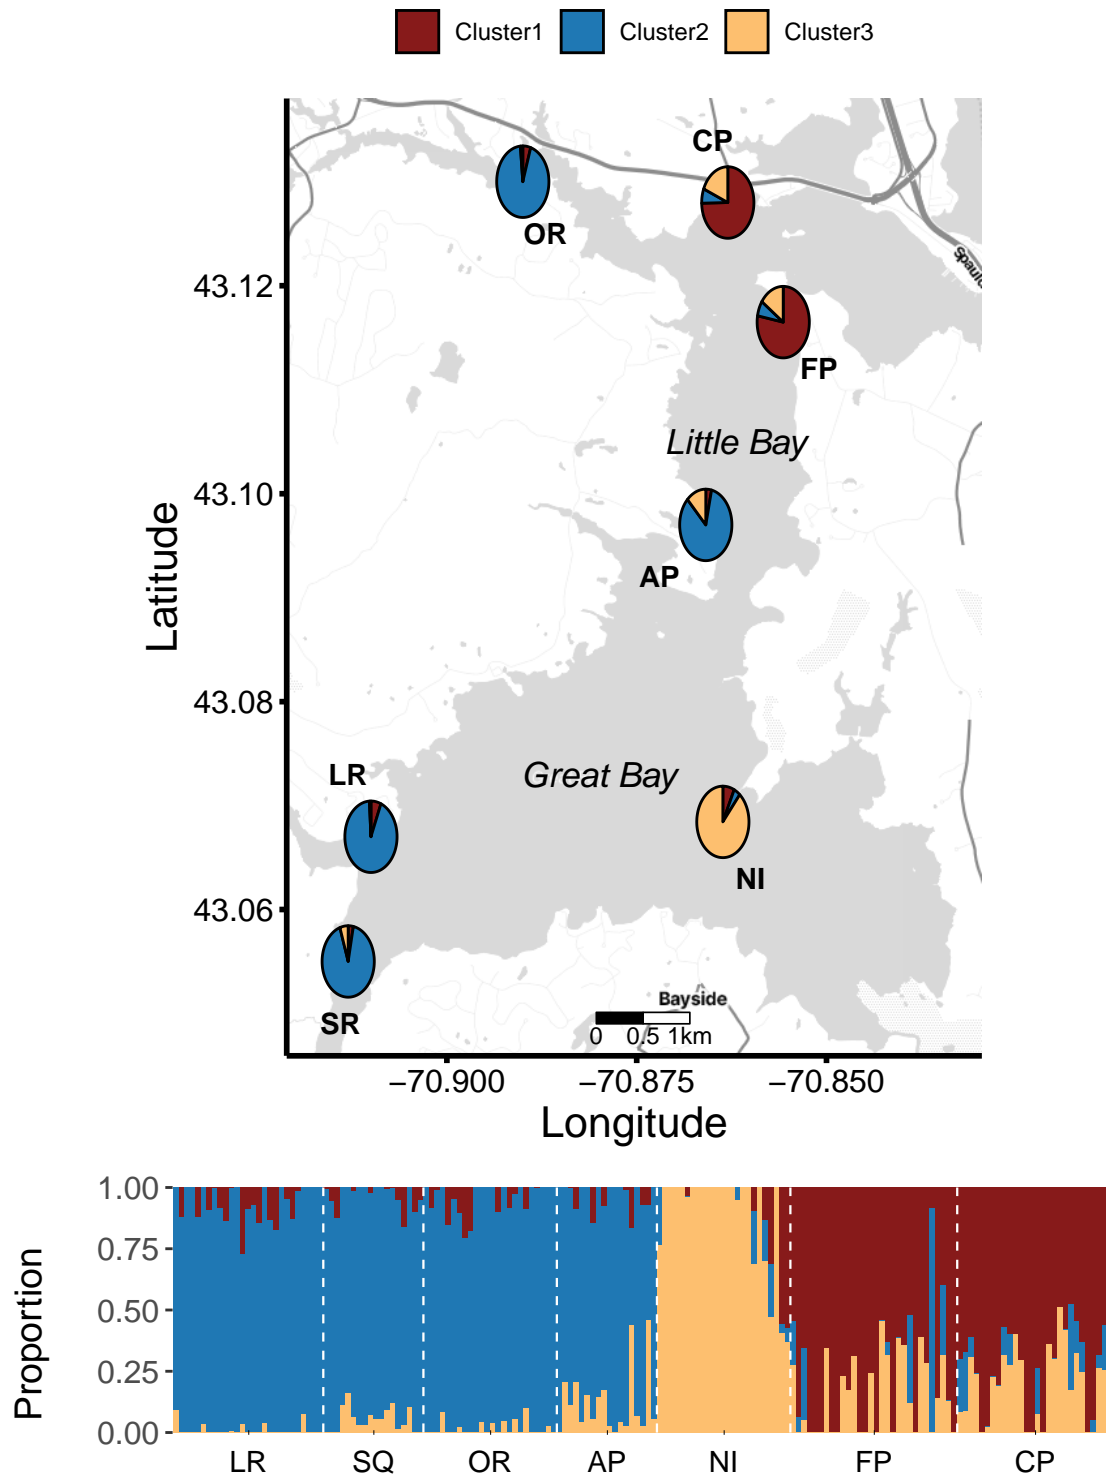 Cluster1 Cluster2 Cluster3
CP
OR
43.12
FP
Little Bay
43.10
AP
Latitude
43.08
LR
Great Bay
NI
43.06
Bayside
SR
0 0.5 1km
−70.900 −70.875 −70.850
Longitude
1.00
0.75
0.50
0.25
0.00
Proportion
LR SQ OR AP NI FP CP